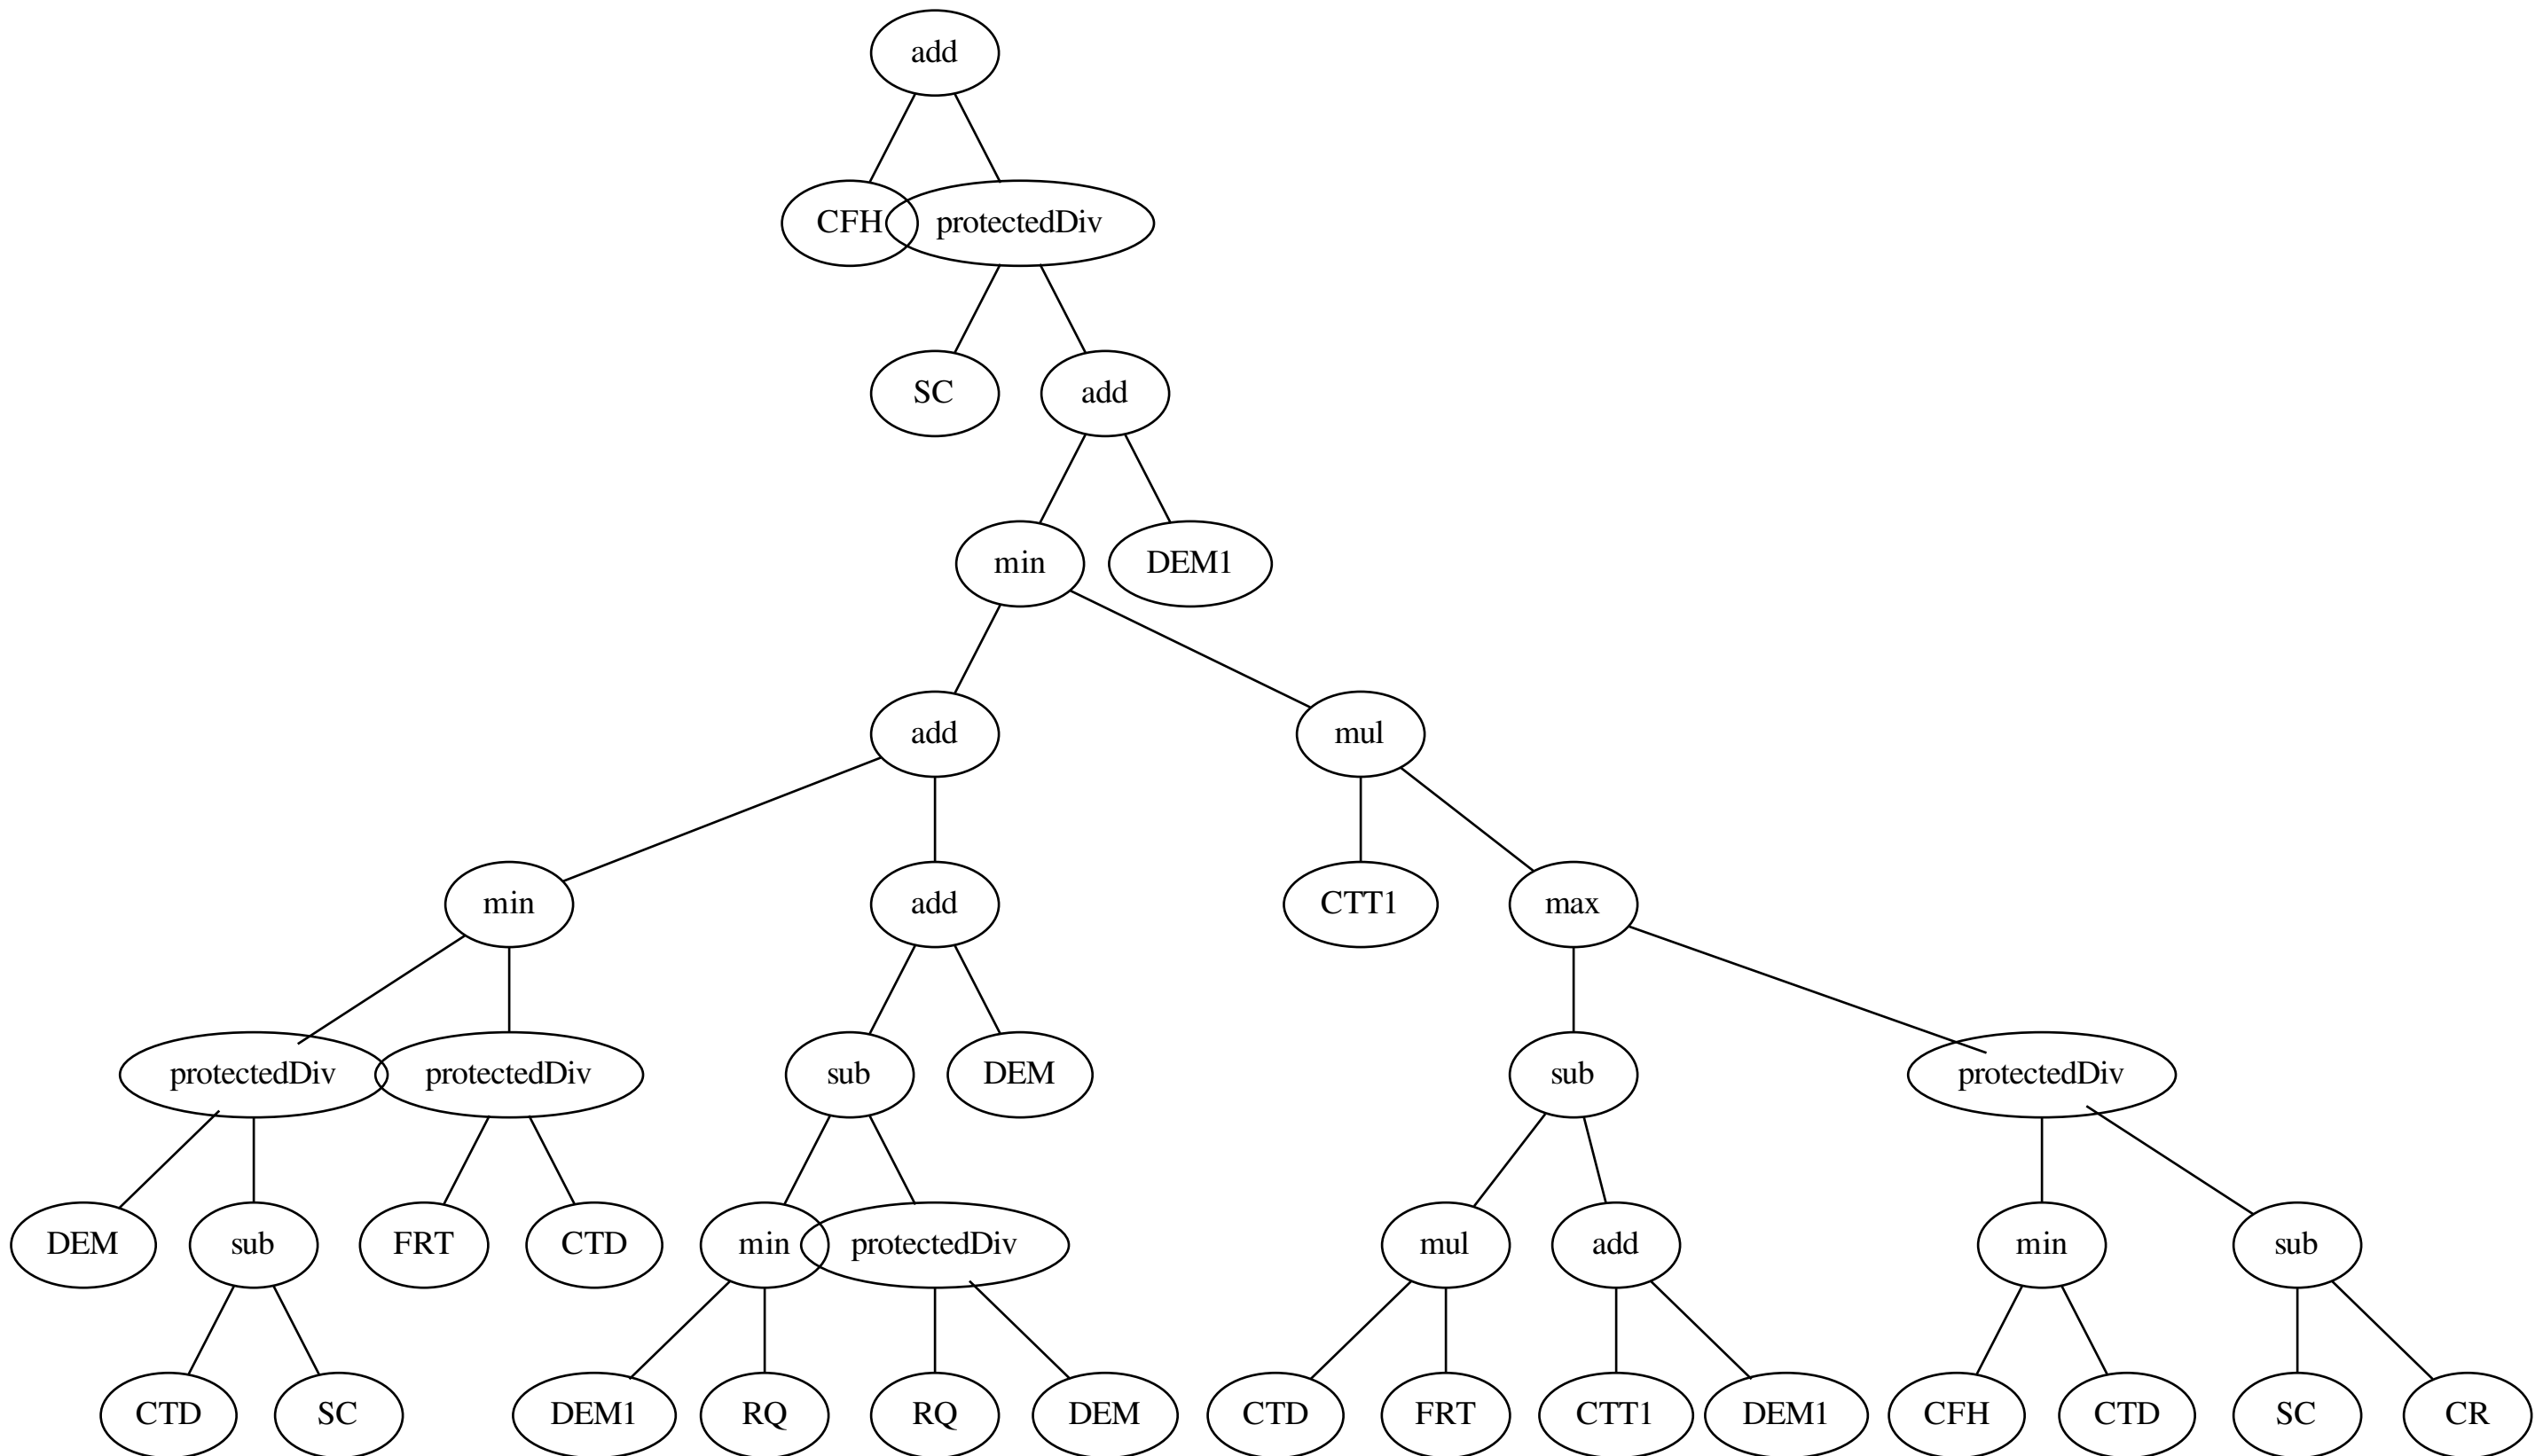 add
CFH protectedDiv
SC add
min DEM1
add mul
min add CTT1 max
protectedDiv protectedDiv sub DEM sub protectedDiv
DEM sub FRT CTD min protectedDiv mul add min sub
CTD SC DEM1 RQ RQ DEM CTD FRT CTT1 DEM1 CFH CTD SC CR